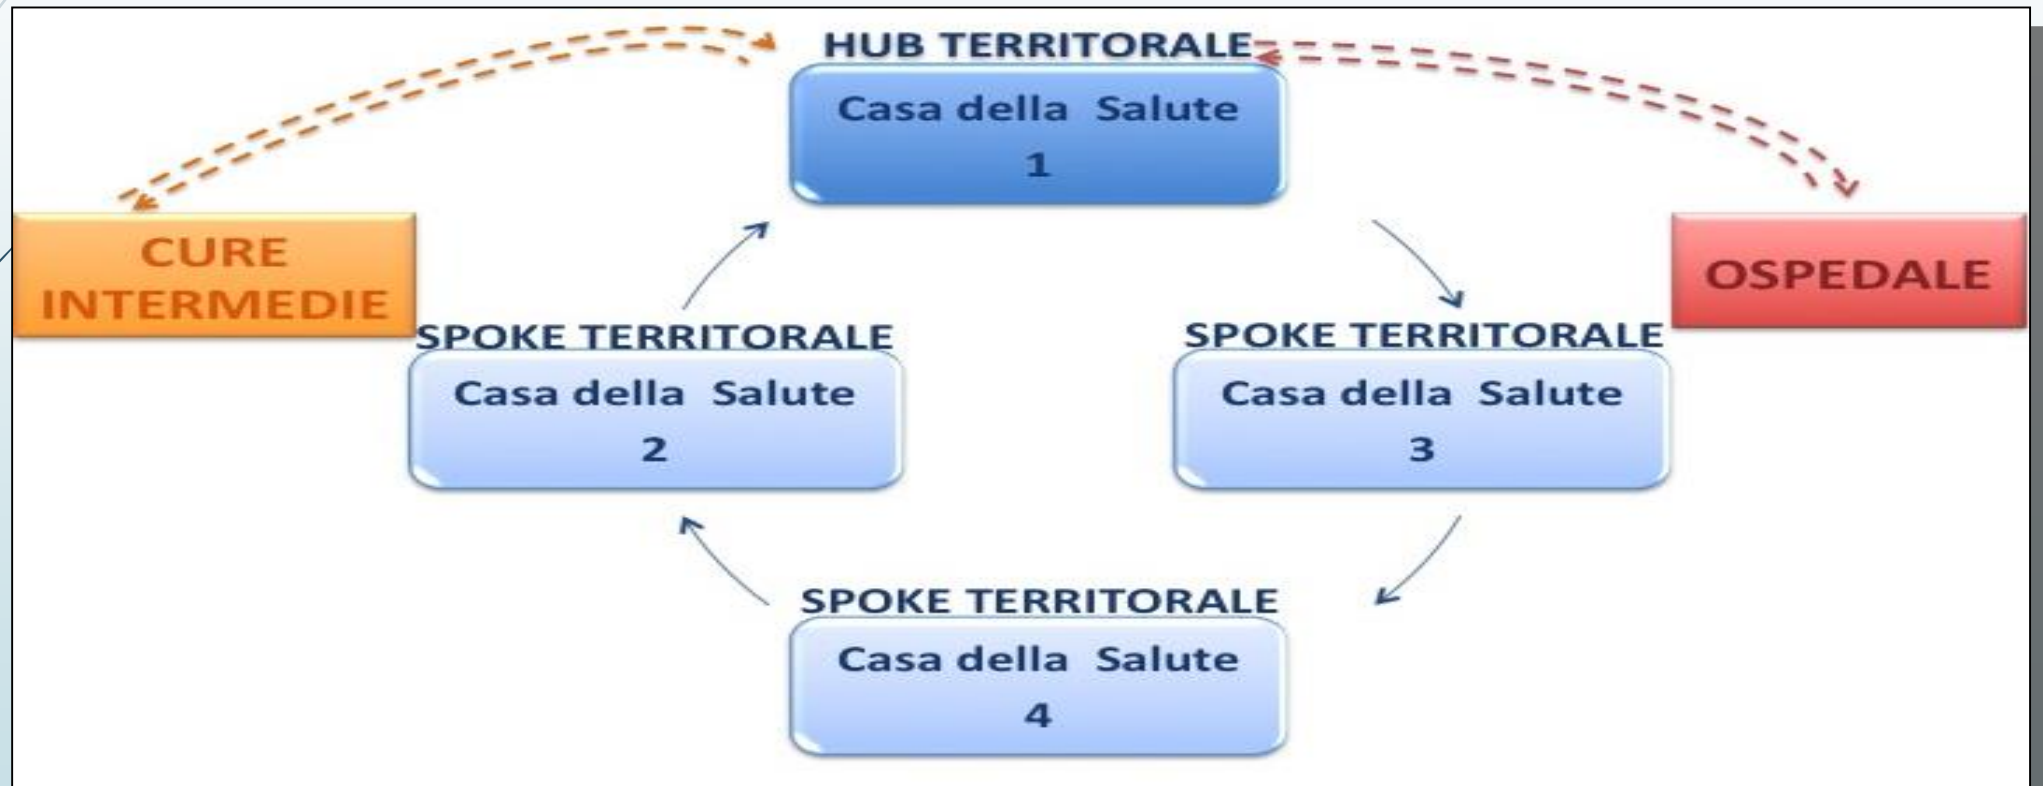 HUB TERRITORALE
Casa della Salute
1
CURE
INTERMEDIE
OSPEDALE
SPOKE TERRITORALE
Casa della Salute
2
SPOKE TERRITORALE
Casa della Salute
3
SPOKE TERRITORALE
Casa della Salute
4